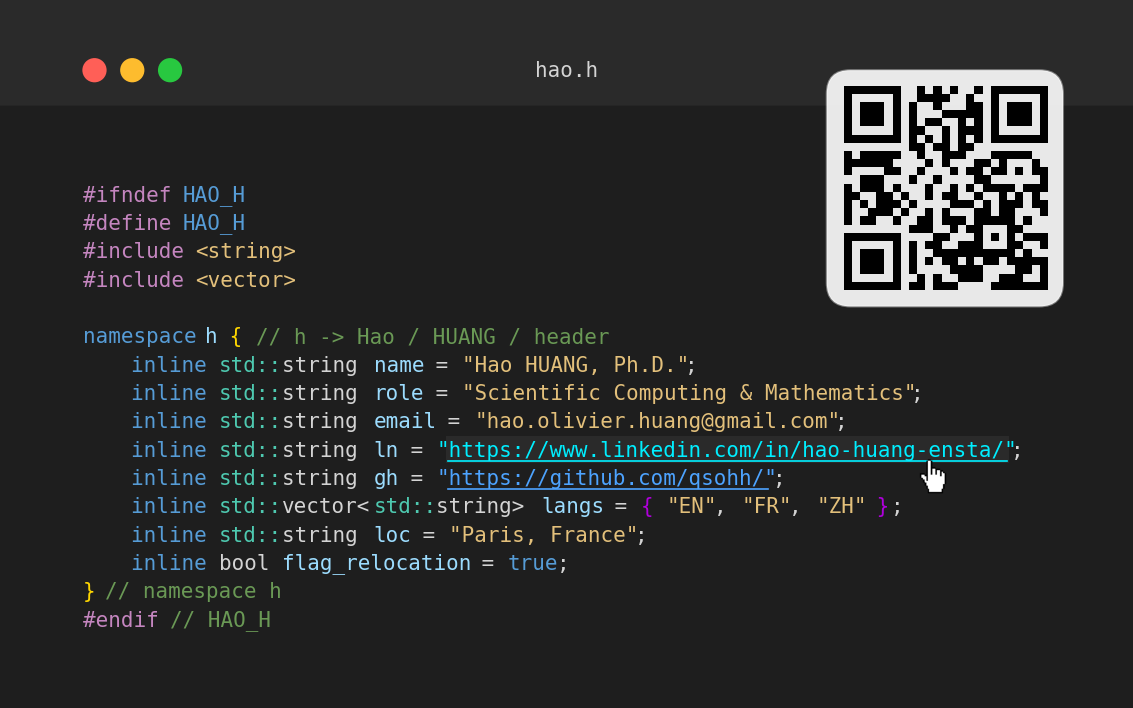 hao.h
#ifndef HAO_H
#define HAO_H
#include <string>
#include <vector>
namespace h { // h -> Hao / HUANG / header
inline std::string name = "Hao HUANG, Ph.D.";
inline std::string role = "Scientific Computing & Mathematics";
inline std::string email = "hao.olivier.huang@gmail.com";
inline std::string ln = "https://www.linkedin.com/in/hao-huang-ensta/";
inline std::string gh = "https://github.com/qsohh/";
inline std::vector<std::string> langs = { "EN", "FR", "ZH" };
inline std::string loc = "Paris, France";
inline bool flag_relocation = true;
} // namespace h
#endif // HAO_H